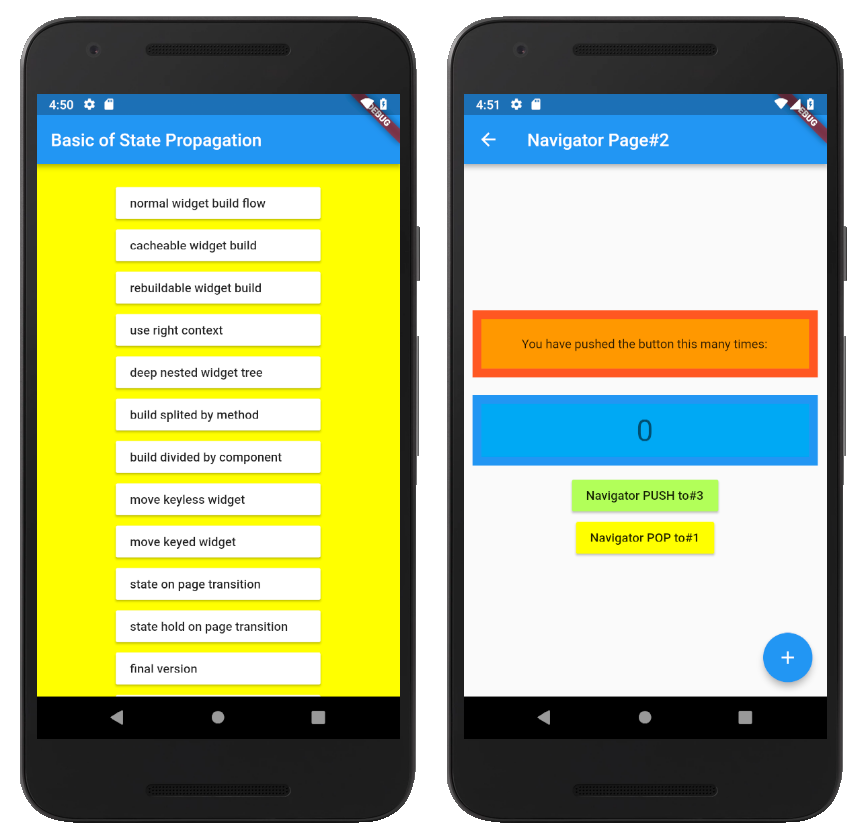 4:50
DEBUG
Basic of State Propagation
normal widget build flow
cacheable widget build
rebuildable widget build
use right context
deep nested widget tree
build splited by method
build divided by component
move keyless widget
move keyed widget
state on page transition
state hold on page transition
final version
4:51
DEBUG
Navigator Page#2
You have pushed the button this many times:
0
Navigator PUSH to#3
Navigator POP to#1
+